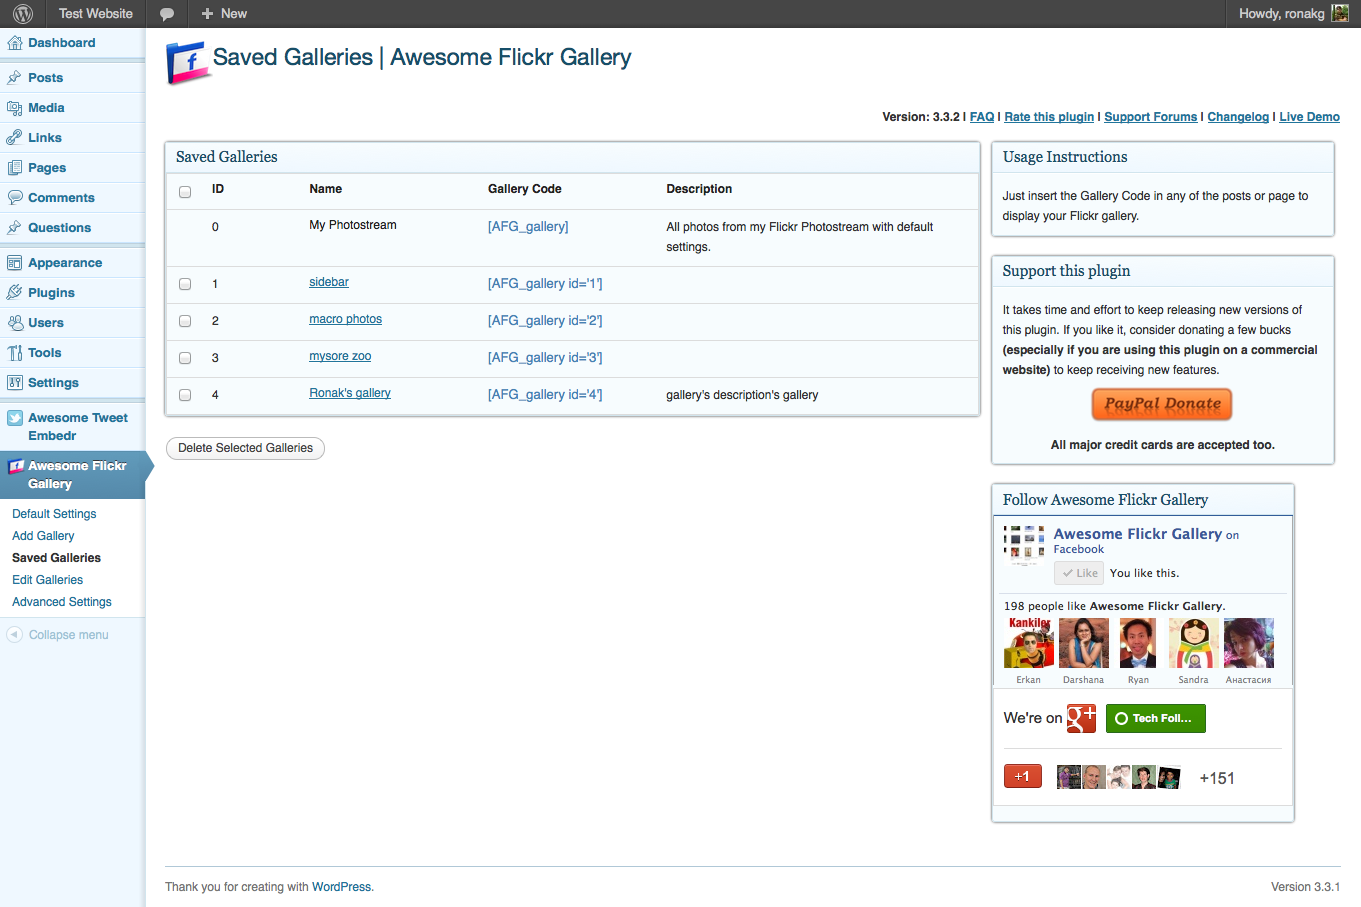 Test Website
New
Howdy, ronakg
Dashboard
Posts
Media
Links
Pages
Comments
Questions
Appearance
Plugins
Users
Tools
Settings
Awesome Tweet
Embedr
Awesome Flickr
Gallery
Default Settings
Add Gallery
Saved Galleries
Edit Galleries
Advanced Settings
Collapse menu
Saved Galleries | Awesome Flickr Gallery
Version: 3.3.2 | FAQ | Rate this plugin | Support Forums | Changelog | Live Demo
Saved Galleries
ID Name Gallery Code Description
0 My Photostream [AFG_gallery] All photos from my Flickr Photostream with default
settings.
1 sidebar [AFG_gallery id='1']
2 macro photos [AFG_gallery id='2']
3 mysore zoo [AFG_gallery id='3']
4 Ronak's gallery [AFG_gallery id='4'] gallery's description's gallery
Delete Selected Galleries
Usage Instructions
Just insert the Gallery Code in any of the posts or page to
display your Flickr gallery.
Support this plugin
It takes time and effort to keep releasing new versions of
this plugin. If you like it, consider donating a few bucks
(especially if you are using this plugin on a commercial
website) to keep receiving new features.
PayPal Donate
All major credit cards are accepted too.
Follow Awesome Flickr Gallery
Awesome Flickr Gallery on
Facebook
Like You like this.
198 people like Awesome Flickr Gallery.
Kankiler
Erkan Darshana Ryan Sandra Анастасия
We're on g+ Tech Foll...
+1 +151
Thank you for creating with WordPress.
Version 3.3.1